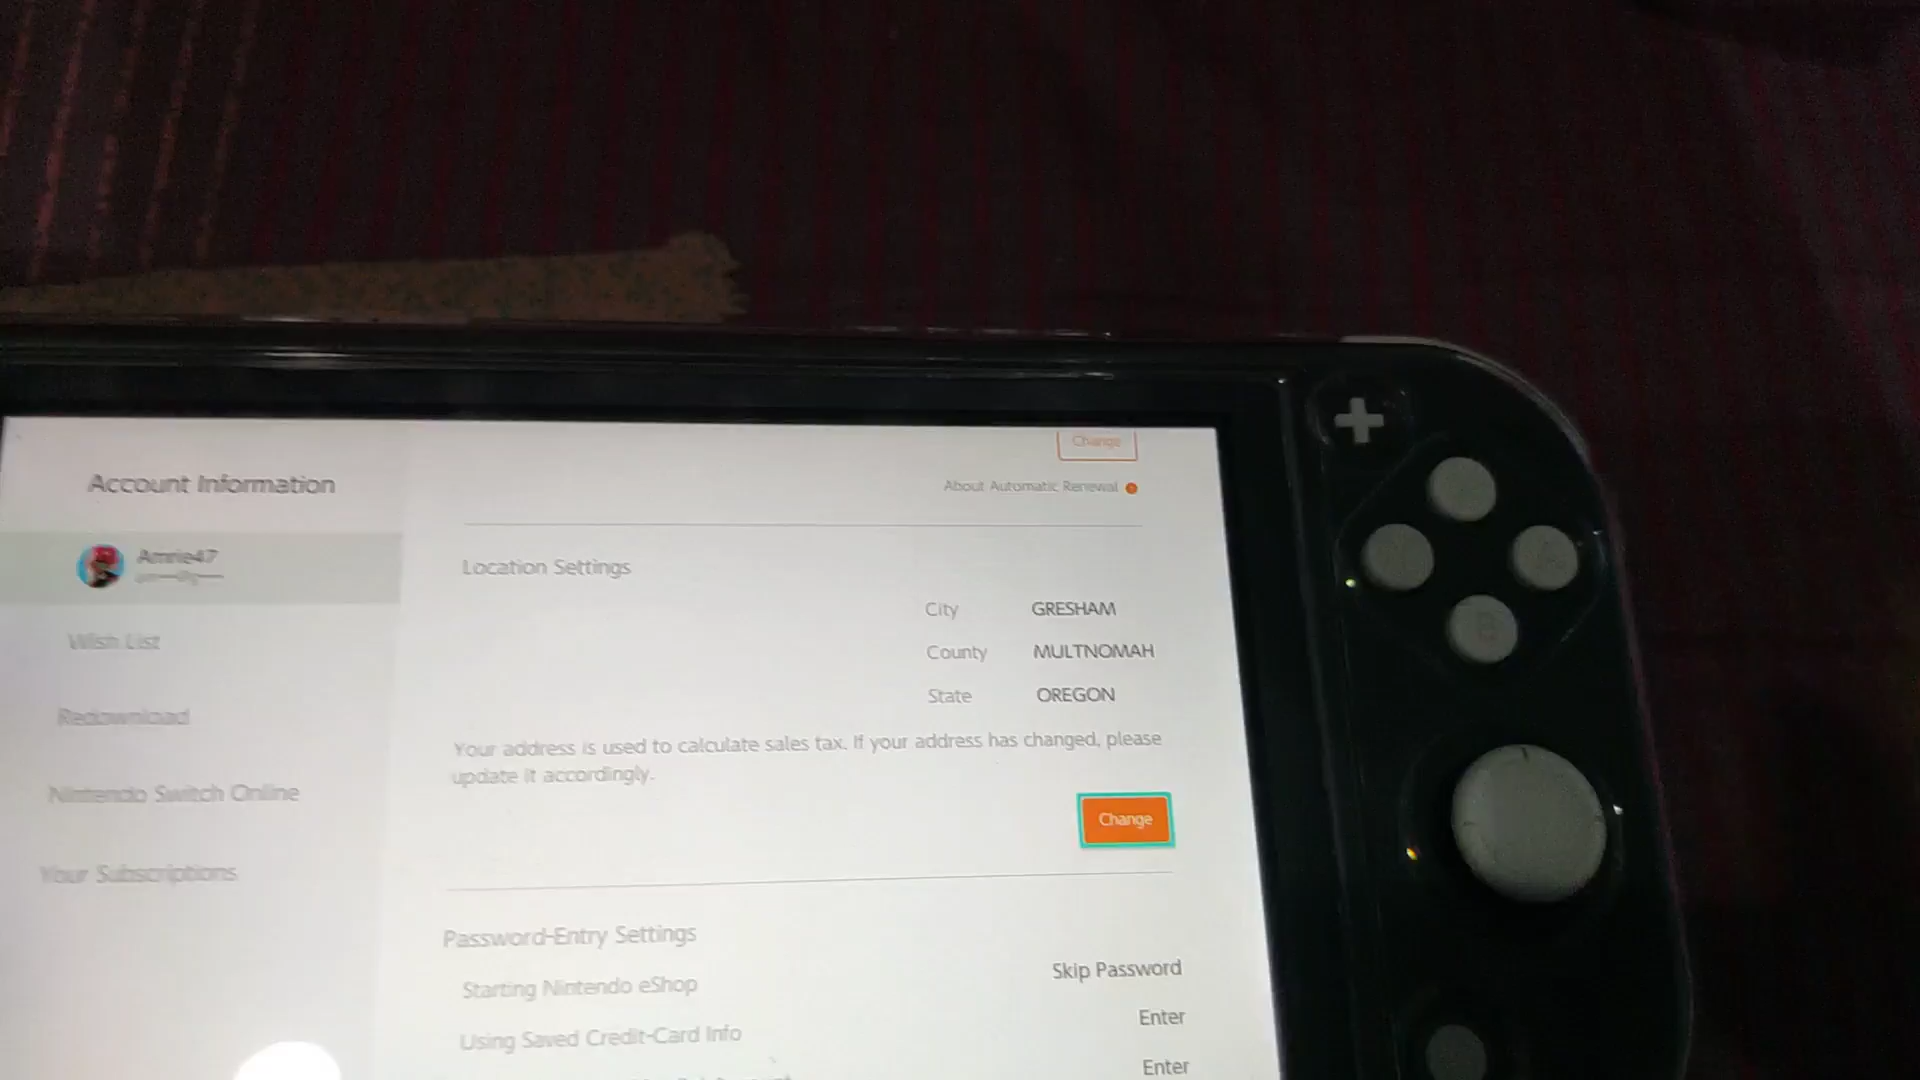 Change
Account Information
About Automatic Renewal
Amrie47
Location Settings
City GRESHAM
Wish List
County MULTNOMAH
State OREGON
Redownload
Your address is used to calculate sales tax. If your address has changed, please
update it accordingly.
Nintendo Switch Online
Change
Your Subscriptions
Password-Entry Settings
Skip Password
Starting Nintendo eShop
Enter
Using Saved Credit-Card Info
Enter